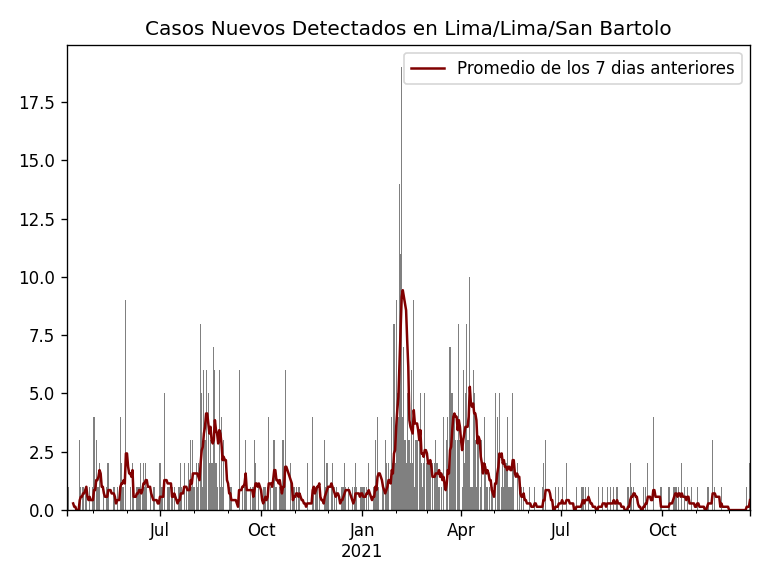 Casos Nuevos Detectados en Lima/Lima/San Bartolo
Promedio de los 7 dias anteriores
17.5
15.0
12.5
10.0
7.5
5.0
2.5
0.0
Jul
Oct
Jan
Apr
Jul
Oct
2021